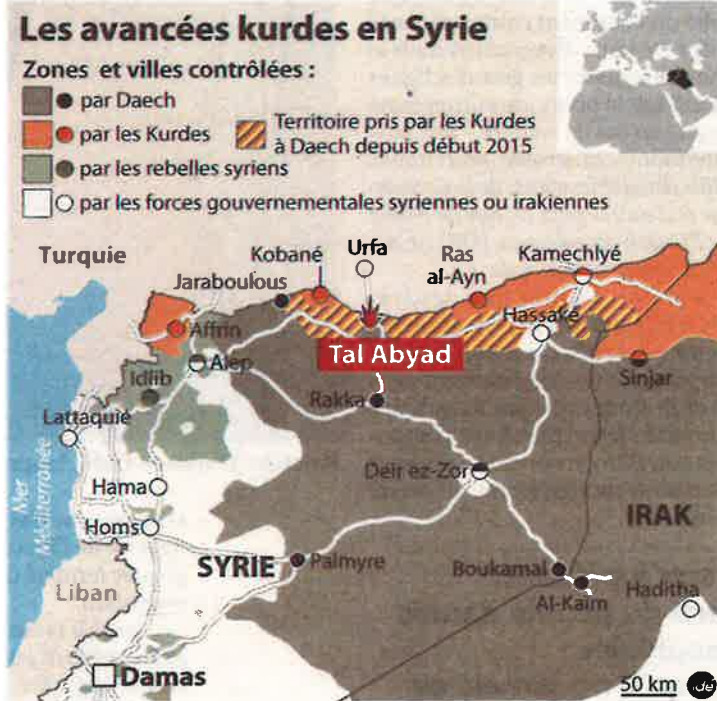 Les avancées kurdes en Syrie
Zones et villes contrôlées :
par Daech
par les Kurdes
Territoire pris par les Kurdes
à Daech depuis début 2015
par les rebelles syriens
par les forces gouvernementales syriennes ou irakiennes
Turquie
Kobané
Urfa
Ras
al-Ayn
Kamechlyé
Jaraboulous
Affrin
Hassaké
Tal Abyad
Alep
Idlib
Sinjar
Rakka
Lattaquié
Deir ez-Zor
Mer
Méditerranée
Hama
Homs
IRAK
SYRIE
Palmyre
Boukamal
Al-Kaim
Haditha
Liban
Damas
50 km
idé